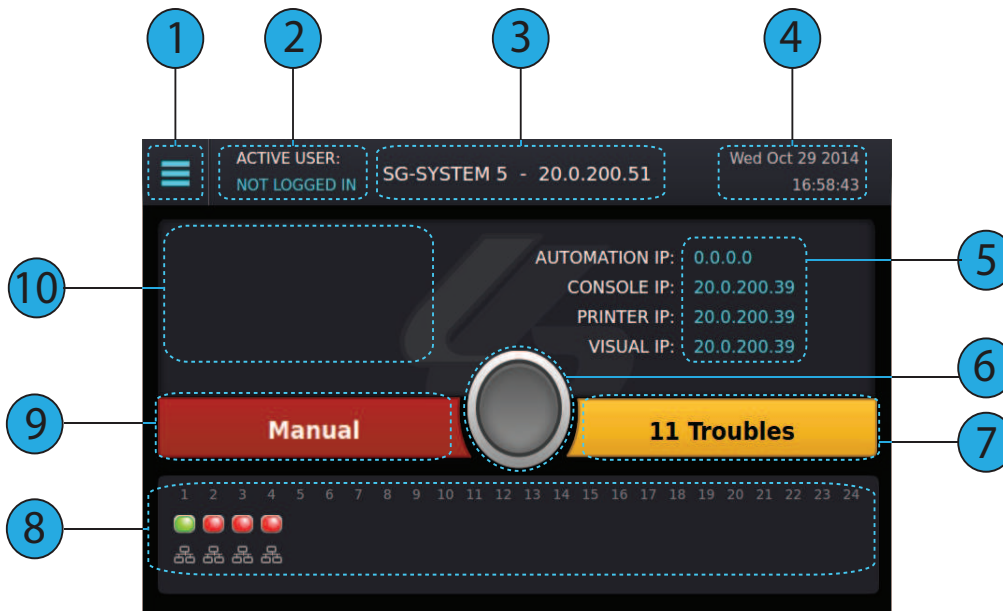 1 2 3 4
ACTIVE USER:
NOT LOGGED IN
SG-SYSTEM 5 - 20.0.200.51
Wed Oct 29 2014
16:58:43
10
AUTOMATION IP: 0.0.0.0
5
CONSOLE IP: 20.0.200.39
PRINTER IP: 20.0.200.39
VISUAL IP: 20.0.200.39
6
9
Manual
11 Troubles
7
1 2 3 4 5 6 7 8 9 10 11 12 13 14 15 16 17 18 19 20 21 22 23 24
8